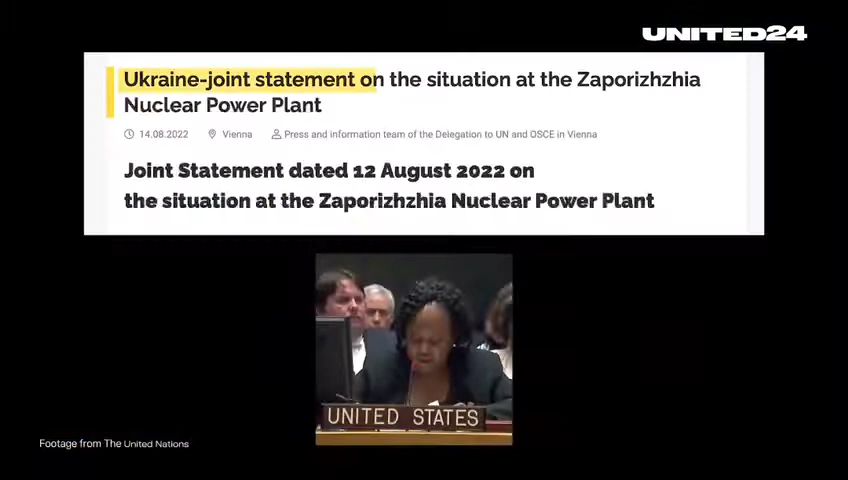 UNITED24
Ukraine-joint statement on the situation at the Zaporizhzhia
Nuclear Power Plant
14.08.2022 Vienna Press and information team of the Delegation to UN and OSCE in Vienna
Joint Statement dated 12 August 2022 on
the situation at the Zaporizhzhia Nuclear Power Plant
UNITED STATES
Footage from The United Nations